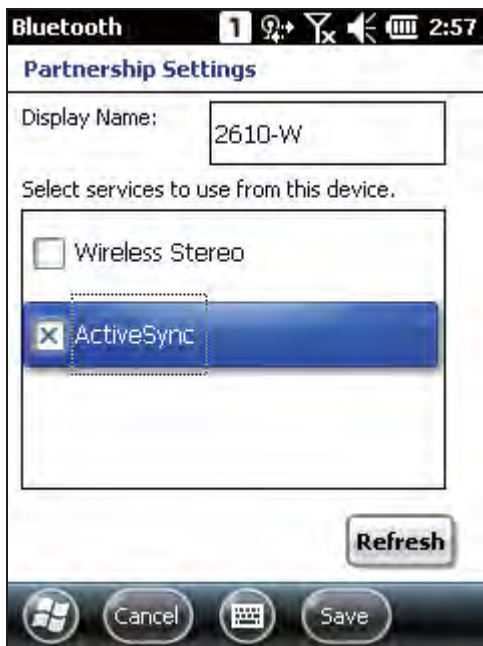 Bluetooth 1 2:57
Partnership Settings
Display Name:
2610-W
Select services to use from this device.
Wireless Stereo
ActiveSync
Refresh
Cancel Save